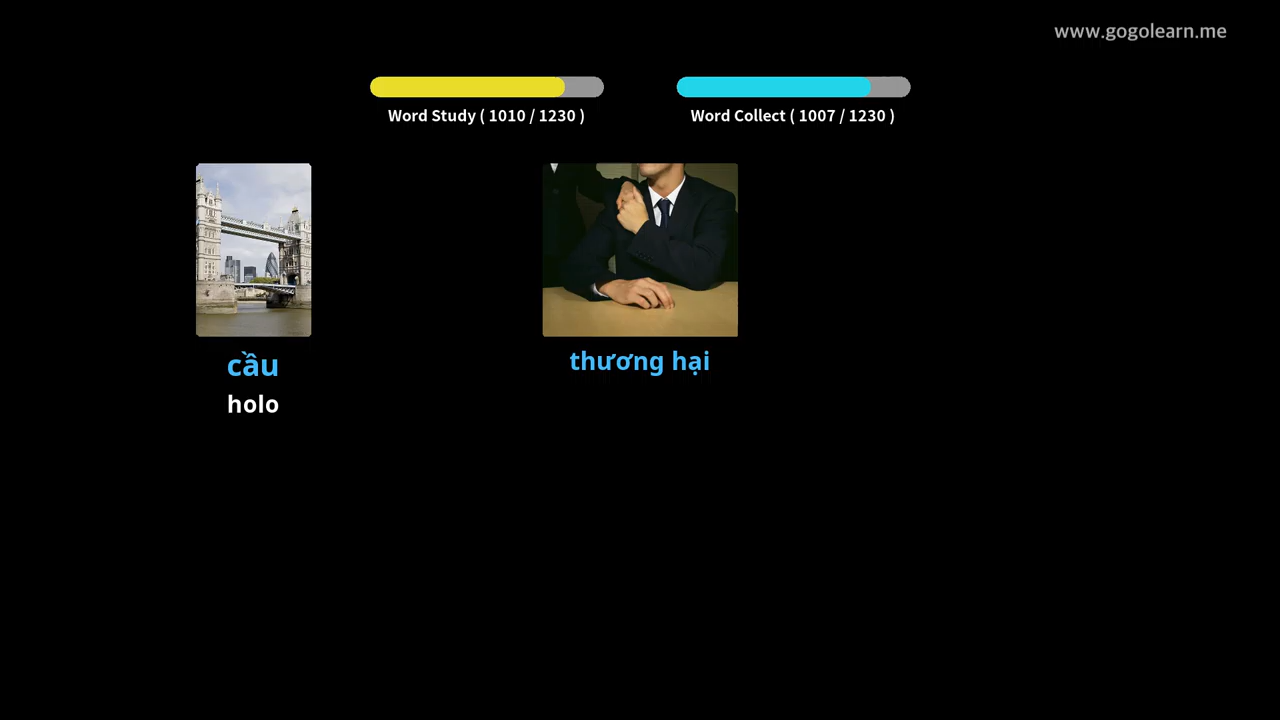 www.gogolearn.me
Word Study ( 1010 / 1230 )
Word Collect ( 1007 / 1230 )
cầu
holo
thương hại